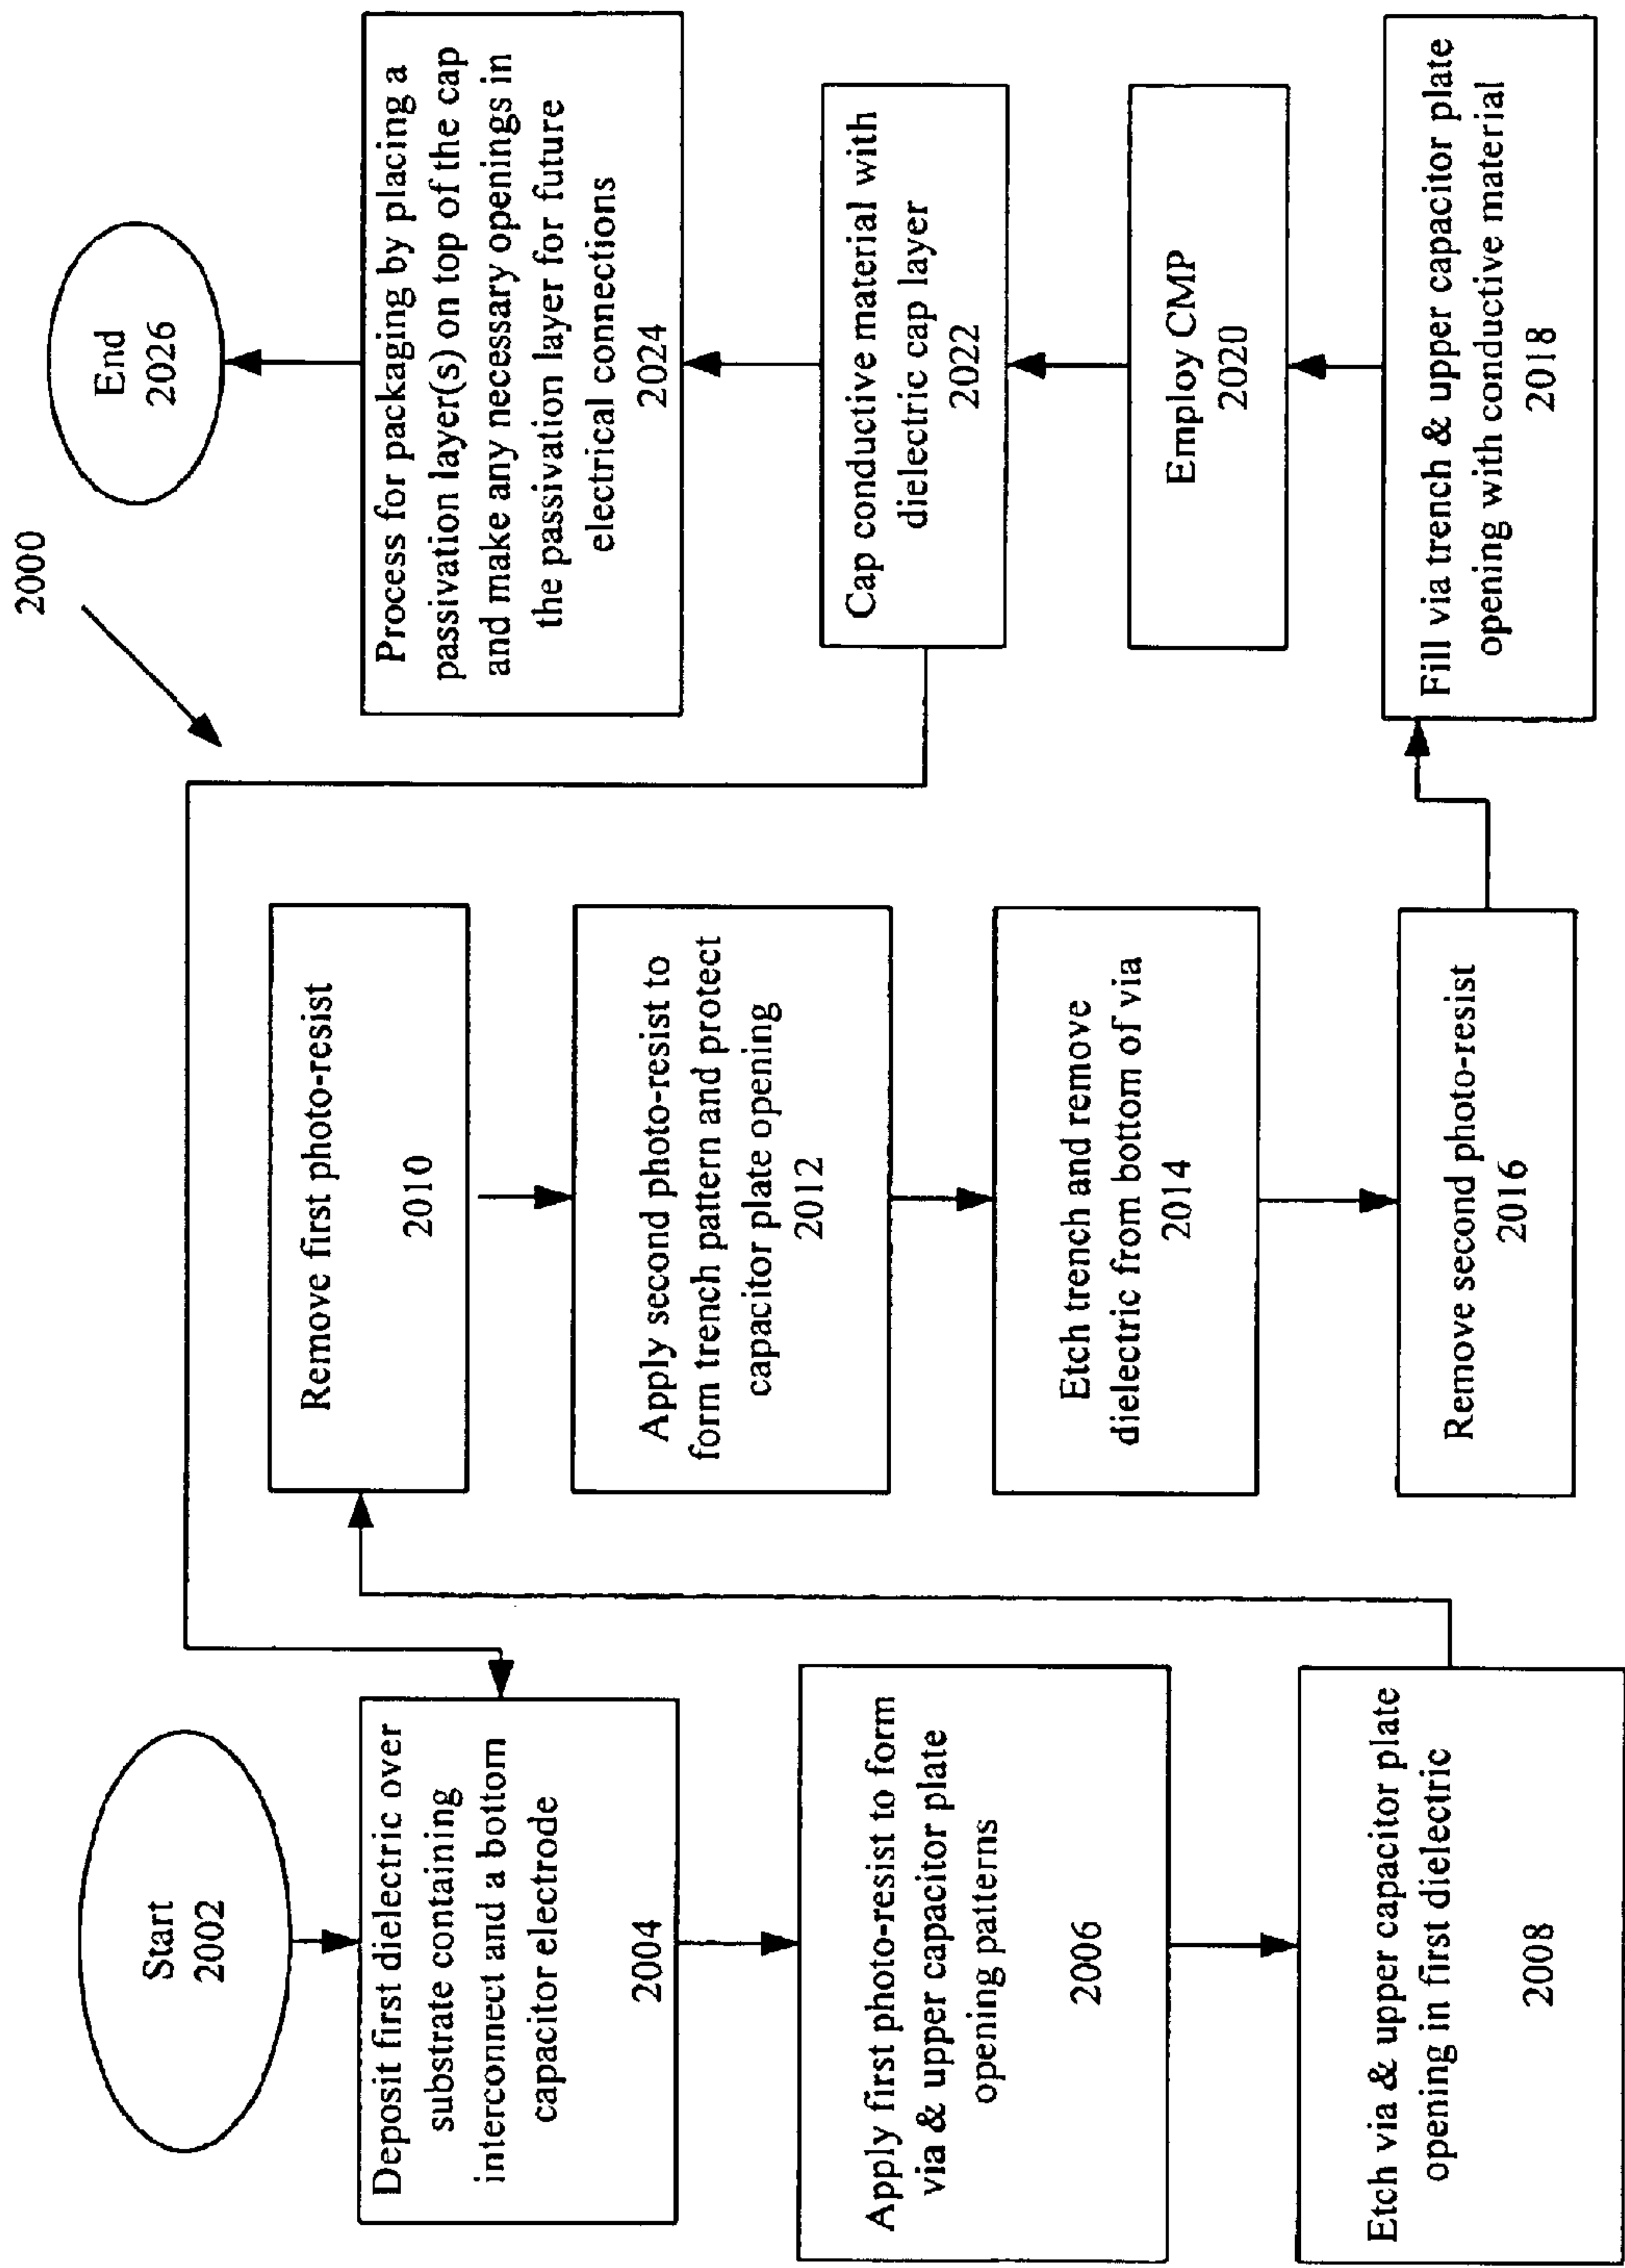 2000
Start
2002
Deposit first dielectric over
substrate containing
interconnect and a bottom
capacitor electrode
2004
Apply first photo-resist to form
via & upper capacitor plate
opening patterns
2006
Etch via & upper capacitor plate
opening in first dielectric
2008
Remove first photo-resist
2010
Apply second photo-resist to
form trench pattern and protect
capacitor plate opening
2012
Etch trench and remove
dielectric from bottom of via
2014
Remove second photo-resist
2016
Fill via trench & upper capacitor plate
opening with conductive material
2018
Employ CMP
2020
Cap conductive material with
dielectric cap layer
2022
Process for packaging by placing a
passivation layer(s) on top of the cap
and make any necessary openings in
the passivation layer for future
electrical connections
2024
End
2026